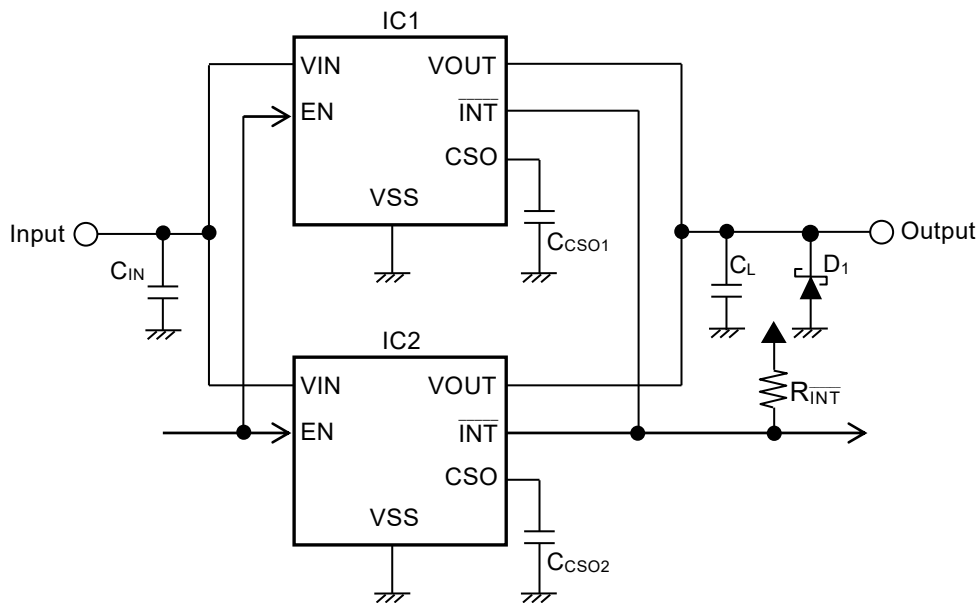 IC1
VIN
VOUT
EN
INT
CSO
VSS
Input
Output
CIN
CCSO1
CL
D1
IC2
VIN
VOUT
RINT
EN
INT
CSO
VSS
CCSO2